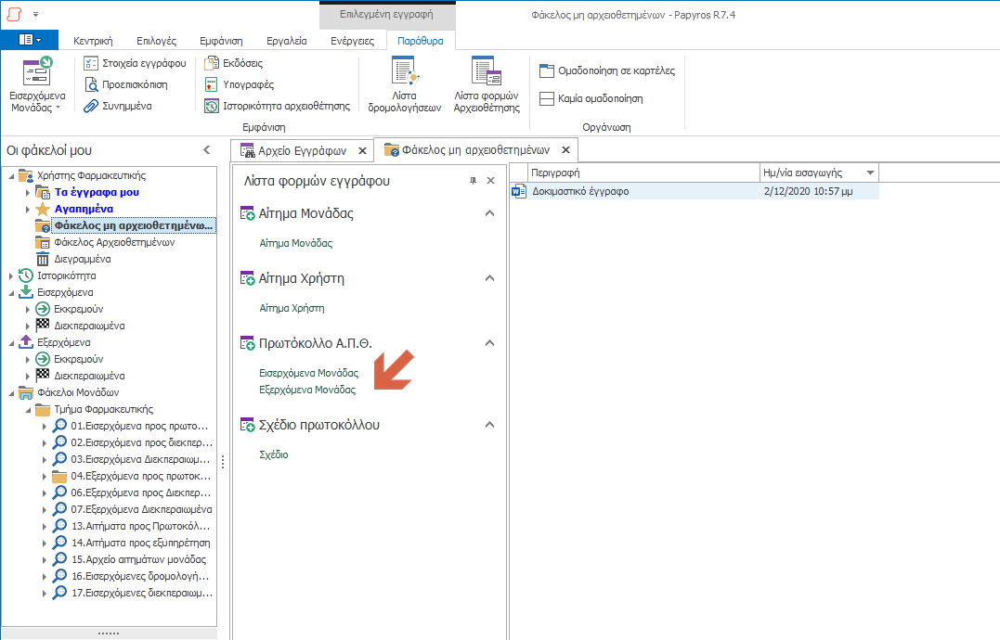 Επιλεγμένη εγγραφή
Φάκελος μη αρχειοθετημένων - Papyros R7.4
Κεντρική Επιλογές Εμφάνιση Εργαλεία Ενέργειες Παράθυρα
Εισερχόμενα
Μονάδας
Στοιχεία εγγράφου
Προεπισκόπιση
Συνημμένα
Εκδόσεις
Υπογραφές
Ιστορικότητα αρχειοθέτησης
Λίστα
δρομολογήσεων
Λίστα φορμών
Αρχειοθέτησης
Εμφάνιση
Ομαδοποίηση σε καρτέλες
Καμία ομαδοποίηση
Οργάνωση
Οι φάκελοί μου
Χρήστης Φαρμακευτικής
Τα έγγραφα μου
Αγαπημένα
Φάκελος μη αρχειοθετημένω...
Φάκελος Αρχειοθετημένων
Διεγραμμένα
Ιστορικότητα
Εισερχόμενα
Εκκρεμούν
Διεκπεραιωμένα
Εξερχόμενα
Εκκρεμούν
Διεκπεραιωμένα
Φάκελοι Μονάδων
Τμήμα Φαρμακευτικής
01.Εισερχόμενα προς πρωτο...
02.Εισερχόμενα προς διεκπερ...
03.Εισερχόμενα Διεκπεραιωμ...
04.Εξερχόμενα προς πρωτοκ...
06.Εξερχόμενα προς Διεκπερ...
07.Εξερχόμενα Διεκπεραιωμένα
13.Αιτήματα προς Πρωτοκόλ...
14.Αιτήματα προς εξυπηρέτηση
15.Αρχείο αιτημάτων μονάδας
16.Εισερχόμενες δρομολογή...
17.Εισερχόμενες διεκπεραιωμ...
Αρχείο Εγγράφων
Φάκελος μη αρχειοθετημένων
Λίστα φορμών εγγράφου
Αίτημα Μονάδας
Αίτημα Μονάδας
Αίτημα Χρήστη
Αίτημα Χρήστη
Πρωτόκολλο Α.Π.Θ.
Εισερχόμενα Μονάδας
Εξερχόμενα Μονάδας
Σχέδιο πρωτοκόλλου
Σχέδιο
Περιγραφή Ημ/νία εισαγωγής
Δοκιμαστικό έγγραφο 2/12/2020 10:57 μμ